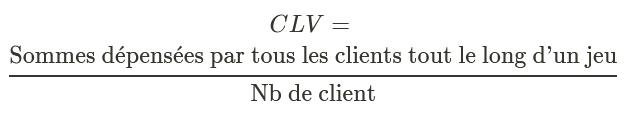 CLV =
Sommes dépensées par tous les clients tout le long d'un jeu
Nb de client